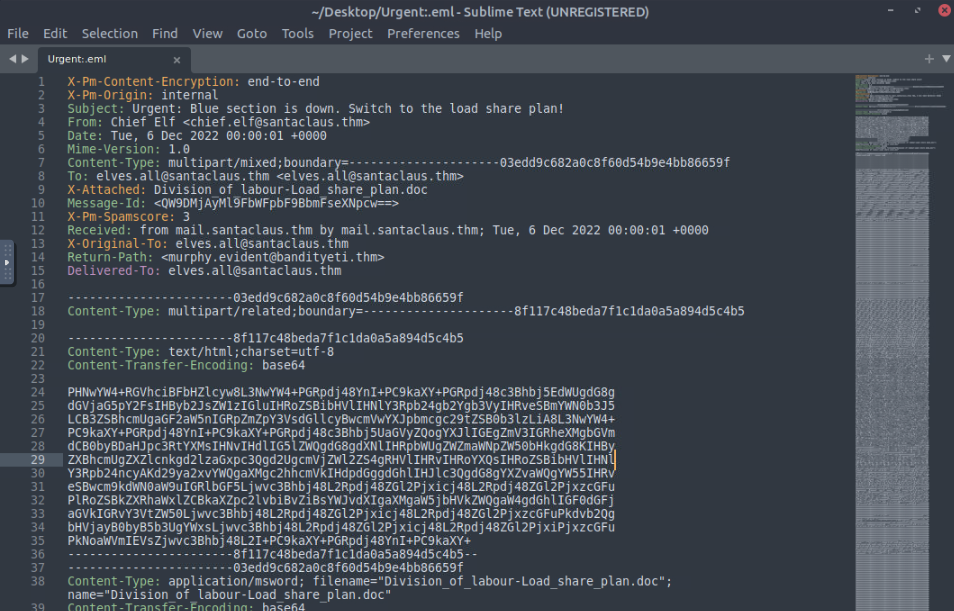 ~/Desktop/Urgent:.eml - Sublime Text (UNREGISTERED)
File Edit Selection Find View Goto Tools Project Preferences Help
Urgent:.eml
1 X-Pm-Content-Encryption: end-to-end
2 X-Pm-Origin: internal
3 Subject: Urgent: Blue section is down. Switch to the load share plan!
4 From: Chief Elf <chief.elf@santaclaus.thm>
5 Date: Tue, 6 Dec 2022 00:00:01 +0000
6 Mime-Version: 1.0
7 Content-Type: multipart/mixed;boundary=---------------------03edd9c682a0c8f60d54b9e4bb86659f
8 To: elves.all@santaclaus.thm <elves.all@santaclaus.thm>
9 X-Attached: Division_of_labour-Load_share_plan.doc
10 Message-Id: <QW9DMjAyMl9FbWFpbF9BbmFseXNpcw==>
11 X-Pm-Spamscore: 3
12 Received: from mail.santaclaus.thm by mail.santaclaus.thm; Tue, 6 Dec 2022 00:00:01 +0000
13 X-Original-To: elves.all@santaclaus.thm
14 Return-Path: <murphy.evident@bandityeti.thm>
15 Delivered-To: elves.all@santaclaus.thm
16
17 -----------------------03edd9c682a0c8f60d54b9e4bb86659f
18 Content-Type: multipart/related;boundary=---------------------8f117c48beda7f1c1da0a5a894d5c4b5
19
20 -----------------------8f117c48beda7f1c1da0a5a894d5c4b5
21 Content-Type: text/html;charset=utf-8
22 Content-Transfer-Encoding: base64
23
24 PHNwYW4+RGVhciBFbHZlcyw8L3NwYW4+PGRpdj48YnI+PC9kaXY+PGRpdj48c3Bhbj5EdWUgdG8g
25 dGVjaG5pY2FsIHByb2JsZW1zIGluIHRoZSBibHVlIHNlY3Rpb24gb2Ygb3VyIHRveSBmYWN0b3J5
26 LCB3ZSBhcmUgaGF2aW5nIGRpZmZpY3VsdGllcyBwcmVwYXJpbmcgc29tZSB0b3lzLiA8L3NwYW4+
27 PC9kaXY+PGRpdj48YnI+PC9kaXY+PGRpdj48c3Bhbj5UaGVyZQogYXJlIGEgZmV3IGRheXMgbGVm
28 dCB0byBDaHJpc3RtYXMsIHNvIHdlIG5lZWQgdG8gdXNlIHRpbWUgZWZmaWNpZW50bHkgdG8KIHBy
29 ZXBhcmUgZXZlcnkgd2lzaGxpc3Qgd2UgcmVjZWl2ZS4gRHVlIHRvIHRoYXQsIHRoZSBibHVlIHNl
30 Y3Rpb24ncyAKd29ya2xvYWQgaXMgc2hhcmVkIHdpdGggdGhlIHJlc3QgdG8gYXZvaWQgYW55IHRv
31 eSBwcm9kdWN0aW9uIGRlbGF5Ljwvc3Bhbj48L2Rpdj48ZGl2Pjxicj48L2Rpdj48ZGl2PjxzcGFu
32 PlRoZSBkZXRhaWxlZCBkaXZpc2lvbiBvZiBsYWJvdXIgaXMgaW5jbHVkZWQgaW4gdGhlIGF0dGFj
33 aGVkIGRvY3VtZW50Ljwvc3Bhbj48L2Rpdj48ZGl2Pjxicj48L2Rpdj48ZGl2PjxzcGFuPkdvb2Qg
34 bHVjayB0byB5b3UgYWxsLjwvc3Bhbj48L2Rpdj48ZGl2Pjxicj48L2Rpdj48ZGl2PjxiPjxzcGFu
35 PkNoaWVmIEVsZjwvc3Bhbj48L2I+PC9kaXY+PGRpdj48YnI+PC9kaXY+
36 -----------------------8f117c48beda7f1c1da0a5a894d5c4b5--
37 -----------------------03edd9c682a0c8f60d54b9e4bb86659f
38 Content-Type: application/msword; filename="Division_of_labour-Load_share_plan.doc";
name="Division_of_labour-Load_share_plan.doc"
39 Content-Transfer-Encoding: base64